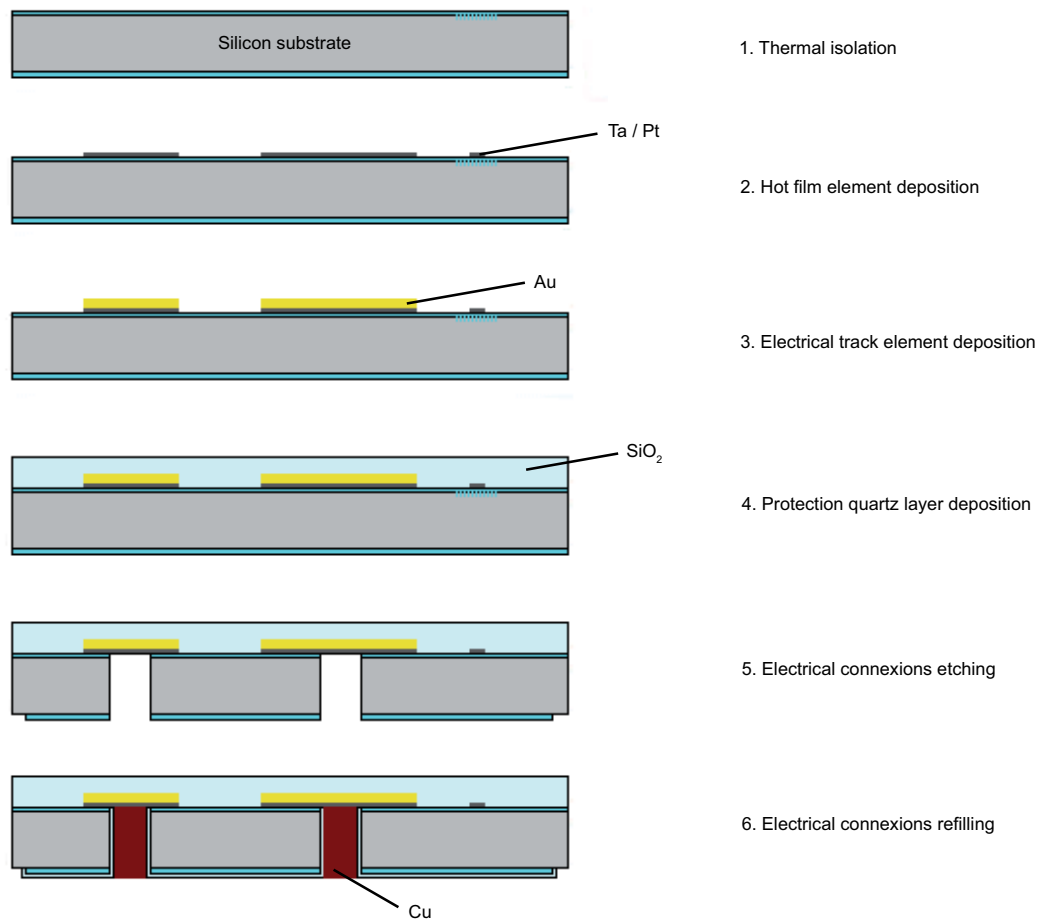 Silicon substrate
1. Thermal isolation
Ta / Pt
2. Hot film element deposition
Au
3. Electrical track element deposition
SiO₂
4. Protection quartz layer deposition
5. Electrical connexions etching
6. Electrical connexions refilling
Cu